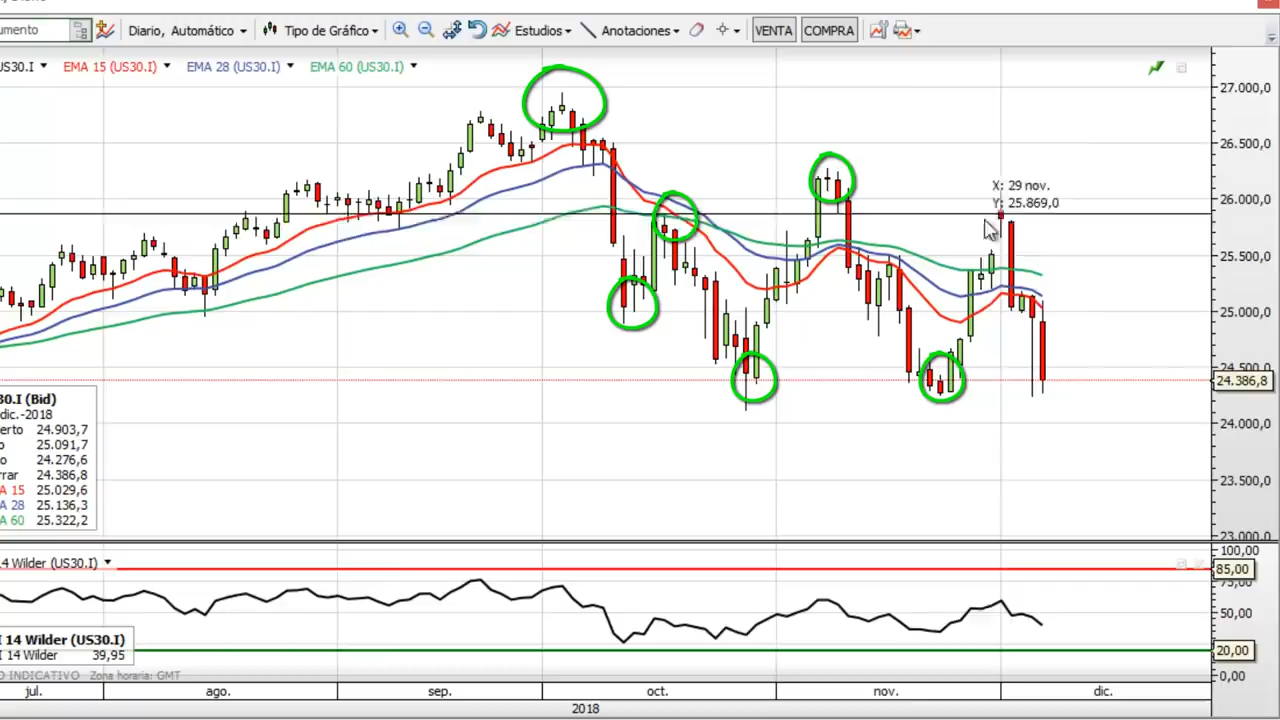 umento Diario, Automático Tipo de Gráfico Estudios Anotaciones VENTA COMPRA
US30.I EMA 15 (US30.I) EMA 28 (US30.I) EMA 60 (US30.I)
27.000,0
26.500,0
X: 29 nov.
Y: 25.869,0
26.000,0
25.500,0
25.000,0
24.500,0
24.386,8
24.000,0
23.500,0
23.000,0
30.I (Bid)
dic.-2018
erto 24.903,7
o 25.091,7
o 24.276,6
rrar 24.386,8
A 15 25.029,6
A 28 25.136,3
A 60 25.322,2
14 Wilder (US30.I)
100,00
85,00
75,00
50,00
20,00
0,00
I 14 Wilder (US30.I)
I 14 Wilder 39,95
O INDICATIVO Zona horaria: GMT
jul. ago. sep. oct. nov. dic.
2018